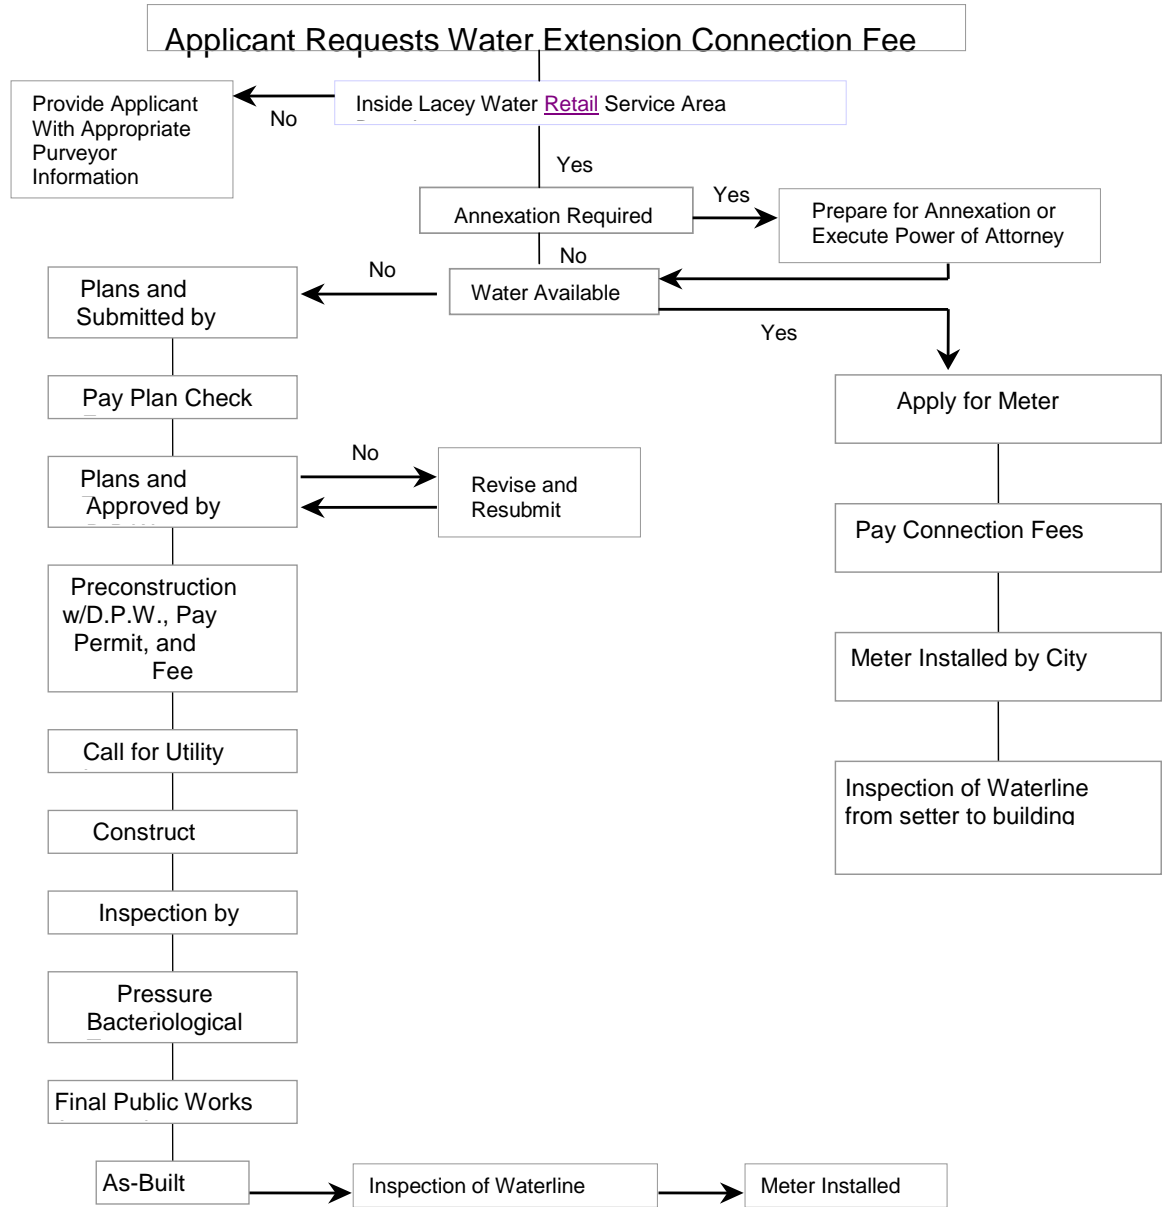 Applicant Requests Water Extension Connection Fee
Provide Applicant
With Appropriate
Purveyor
Information
No
Inside Lacey Water Retail Service Area
Yes
Annexation Required
Yes
Prepare for Annexation or
Execute Power of Attorney
No
Water Available
No
Yes
Plans and
Submitted by
Pay Plan Check
Apply for Meter
Plans and
Approved by
No
Revise and
Resubmit
Pay Connection Fees
Preconstruction
w/D.P.W., Pay
Permit, and
Fee
Meter Installed by City
Call for Utility
Inspection of Waterline
from setter to building
Construct
Inspection by
Pressure
Bacteriological
Final Public Works
As-Built
Inspection of Waterline
Meter Installed